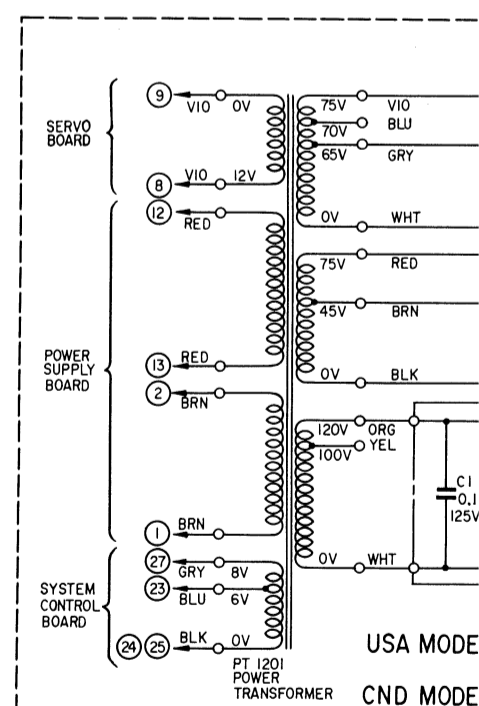 9
VIO 0V
75V VIO
BLU
70V
65V GRY
SERVO
BOARD
VIO 12V
8
12
RED
0V WHT
75V RED
45V BRN
POWER
SUPPLY
BOARD
RED
13
2
BRN
0V BLK
120V ORG
YEL
100V
C1
0.1
125V
BRN
1
27
GRY 8V
0V WHT
SYSTEM
CONTROL
BOARD
23
BLU 6V
BLK 0V
24 25
PT 1201
POWER
TRANSFORMER
USA MODE
CND MODE